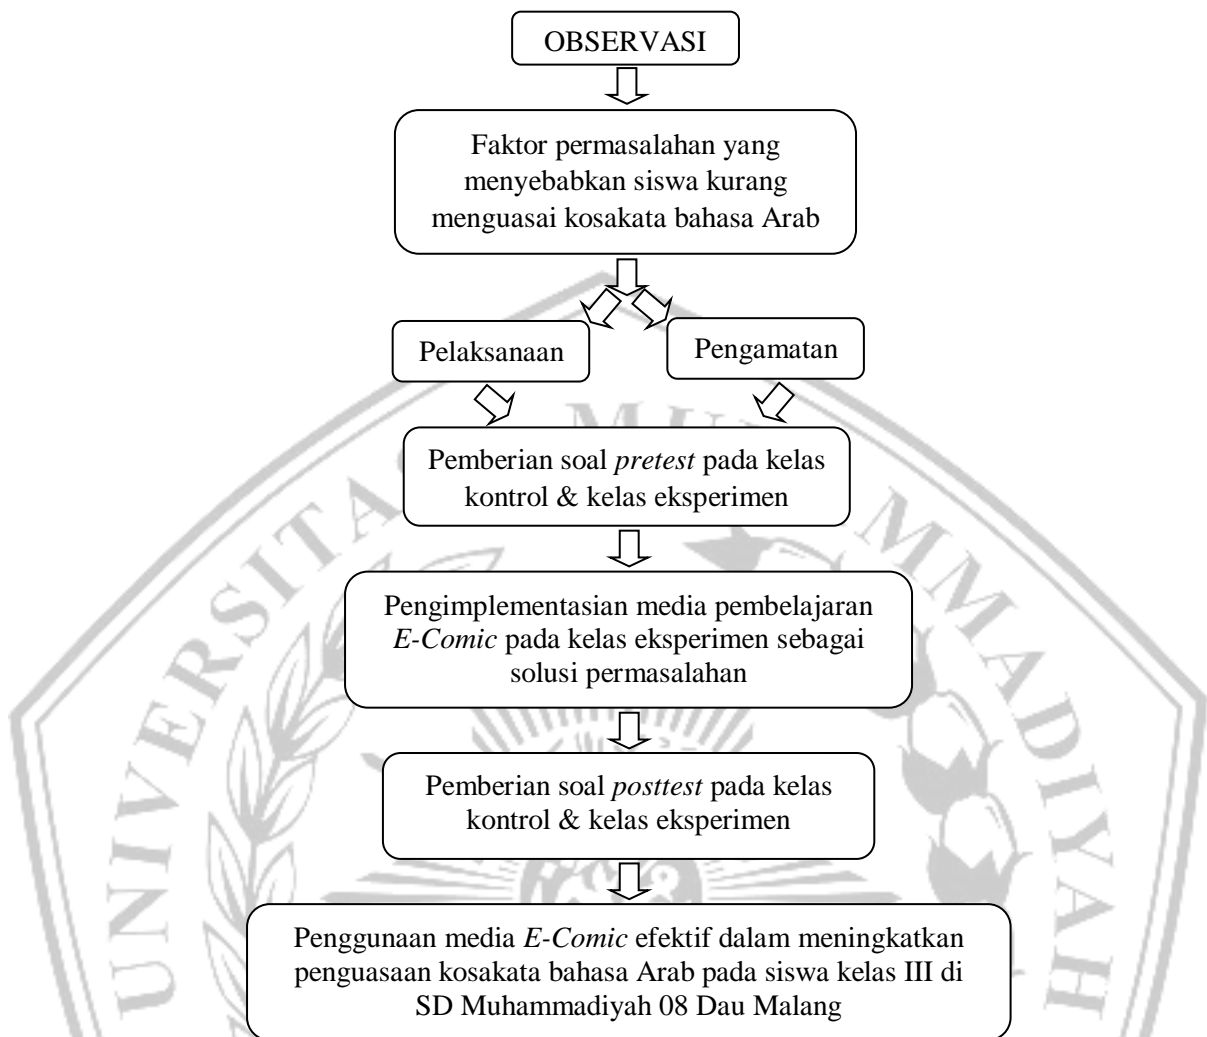 OBSERVASI
Faktor permasalahan yang
menyebabkan siswa kurang
menguasai kosakata bahasa Arab
Pelaksanaan
Pengamatan
Pemberian soal pretest pada kelas
kontrol & kelas eksperimen
Pengimplementasian media pembelajaran
E-Comic pada kelas eksperimen sebagai
solusi permasalahan
Pemberian soal posttest pada kelas
kontrol & kelas eksperimen
Penggunaan media E-Comic efektif dalam meningkatkan
penguasaan kosakata bahasa Arab pada siswa kelas III di
SD Muhammadiyah 08 Dau Malang
UNIVERSITAS MUHAMMADIYAH